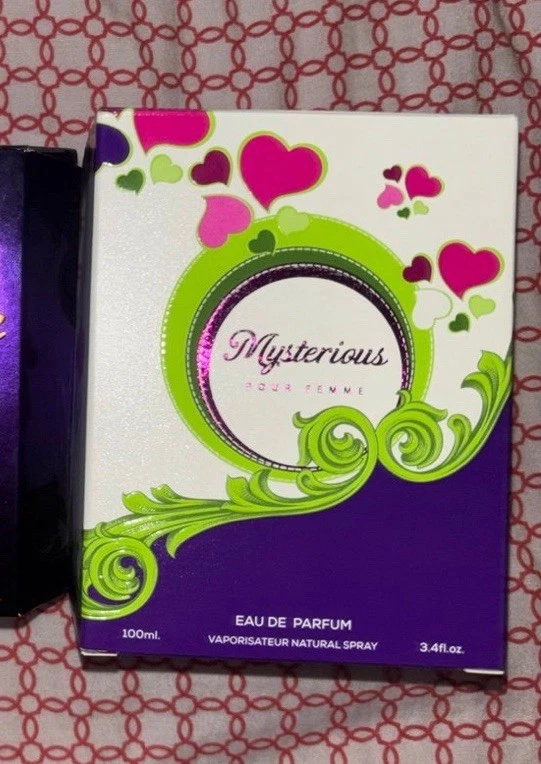 Mysterious
POUR FEMME
EAU DE PARFUM
100ml.
VAPORISATEUR NATURAL SPRAY
3.4fl.oz.